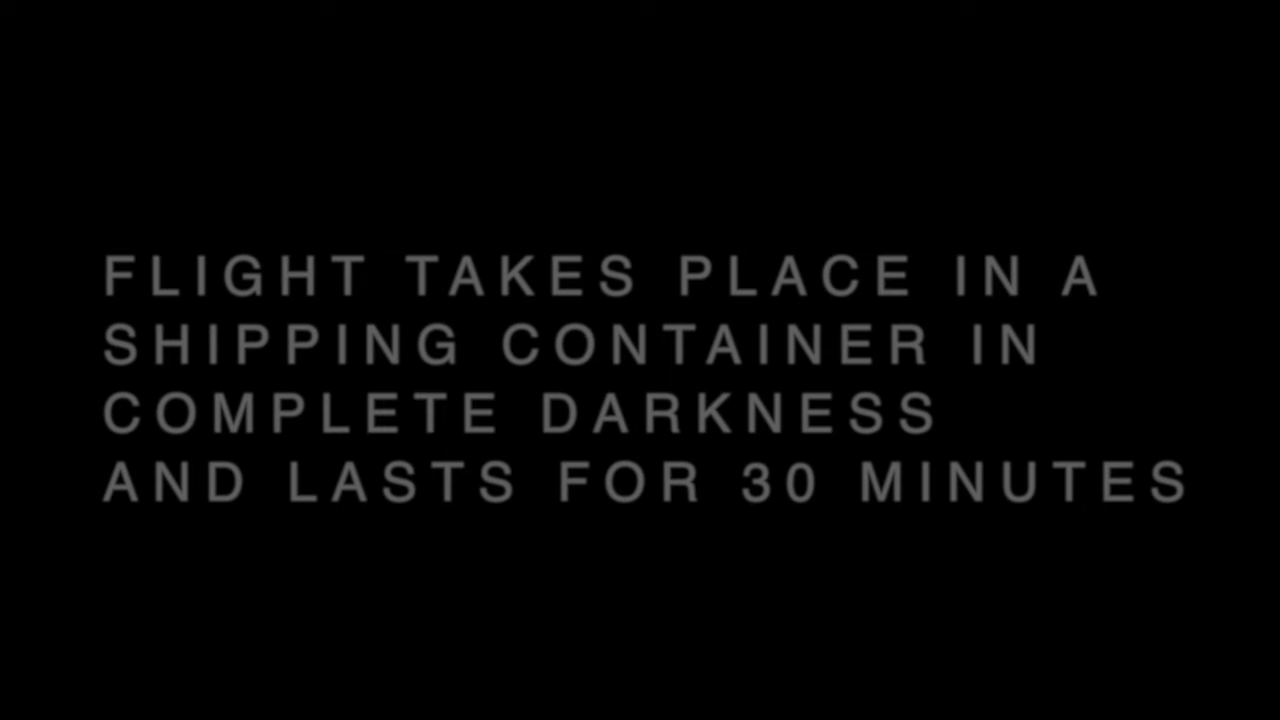 FLIGHT TAKES PLACE IN A
SHIPPING CONTAINER IN
COMPLETE DARKNESS
AND LASTS FOR 30 MINUTES